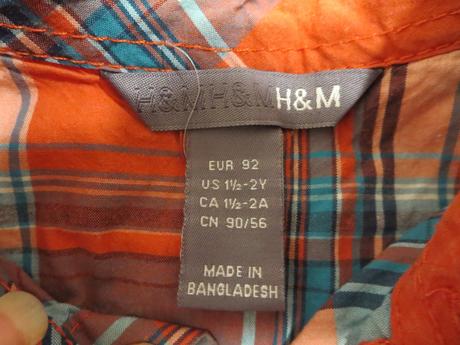 H&MH&MH&M
EUR 92
US 1½-2Y
CA 1½-2A
CN 90/56
MADE IN
BANGLADESH